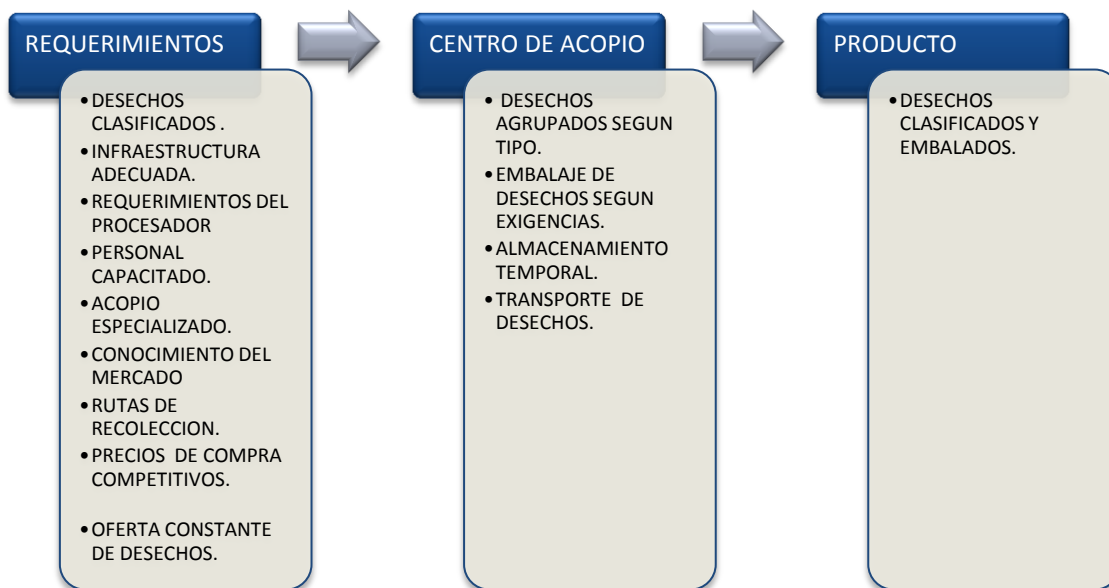 REQUERIMIENTOS
•DESECHOS
CLASIFICADOS .
•INFRAESTRUCTURA
ADECUADA.
•REQUERIMIENTOS DEL
PROCESADOR
•PERSONAL
CAPACITADO.
•ACOPIO
ESPECIALIZADO.
•CONOCIMIENTO DEL
MERCADO
•RUTAS DE
RECOLECCION.
•PRECIOS DE COMPRA
COMPETITIVOS.
•OFERTA CONSTANTE
DE DESECHOS.
CENTRO DE ACOPIO
• DESECHOS
AGRUPADOS SEGUN
TIPO.
•EMBALAJE DE
DESECHOS SEGUN
EXIGENCIAS.
•ALMACENAMIENTO
TEMPORAL.
•TRANSPORTE DE
DESECHOS.
PRODUCTO
•DESECHOS
CLASIFICADOS Y
EMBALADOS.